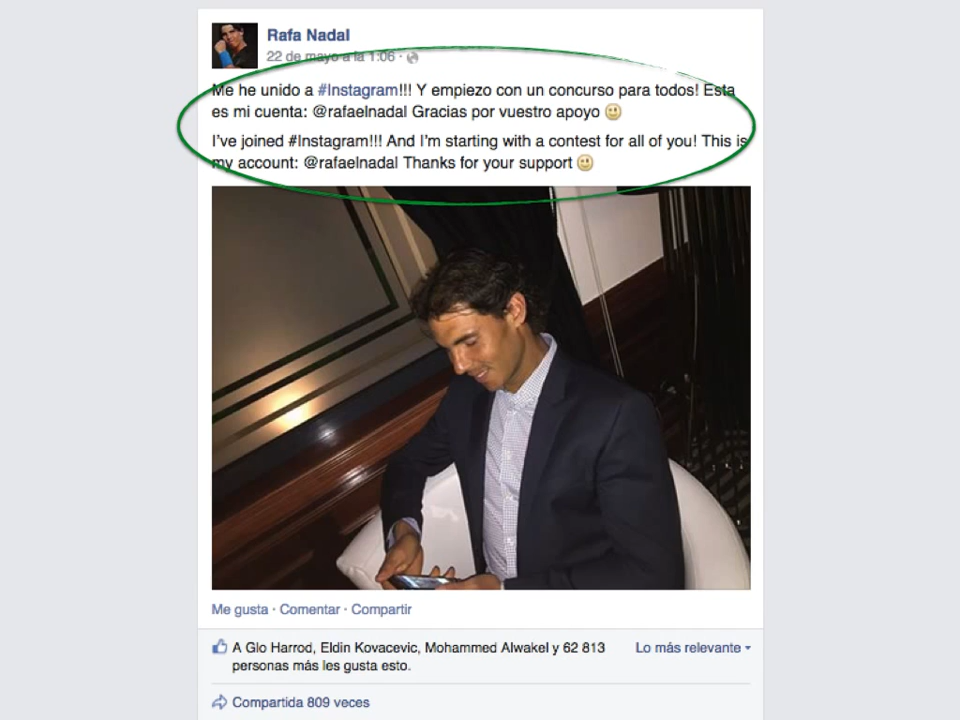 Rafa Nadal
22 de mayo a la 1:06 ·
Me he unido a #Instagram!!! Y empiezo con un concurso para todos! Esta
es mi cuenta: @rafaelnadal Gracias por vuestro apoyo 🙂
I've joined #Instagram!!! And I'm starting with a contest for all of you! This is
my account: @rafaelnadal Thanks for your support 🙂
Me gusta · Comentar · Compartir
A Glo Harrod, Eldin Kovacevic, Mohammed Alwakel y 62 813 Lo más relevante
personas más les gusta esto.
Compartida 809 veces